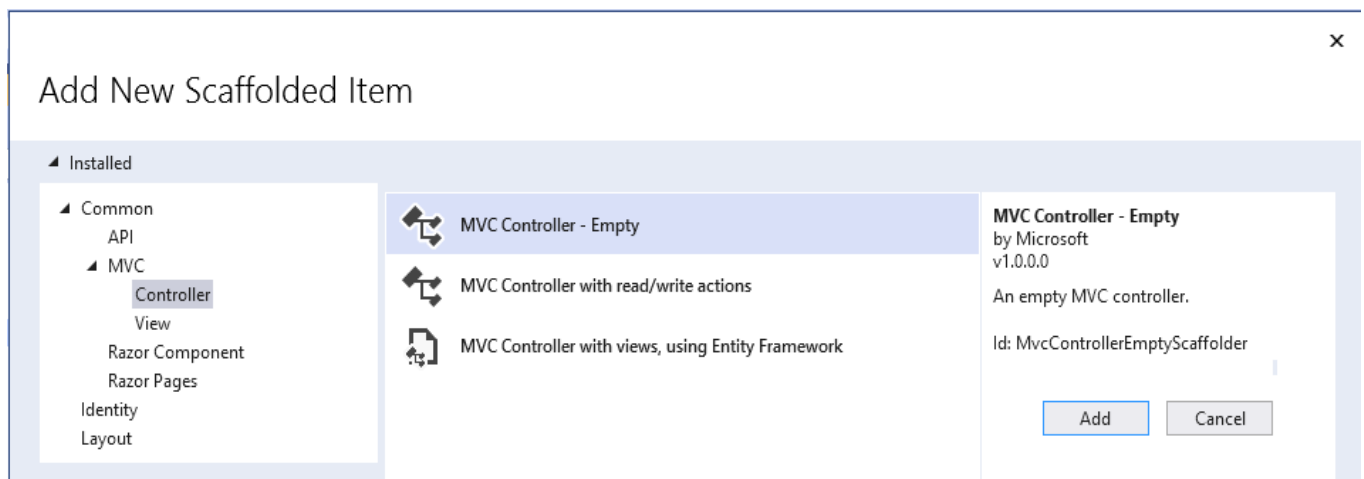 Add New Scaffolded Item
Installed
Common
API
MVC
Controller
View
Razor Component
Razor Pages
Identity
Layout
MVC Controller - Empty
MVC Controller with read/write actions
MVC Controller with views, using Entity Framework
MVC Controller - Empty
by Microsoft
v1.0.0.0
An empty MVC controller.
Id: MvcControllerEmptyScaffolder
Add
Cancel